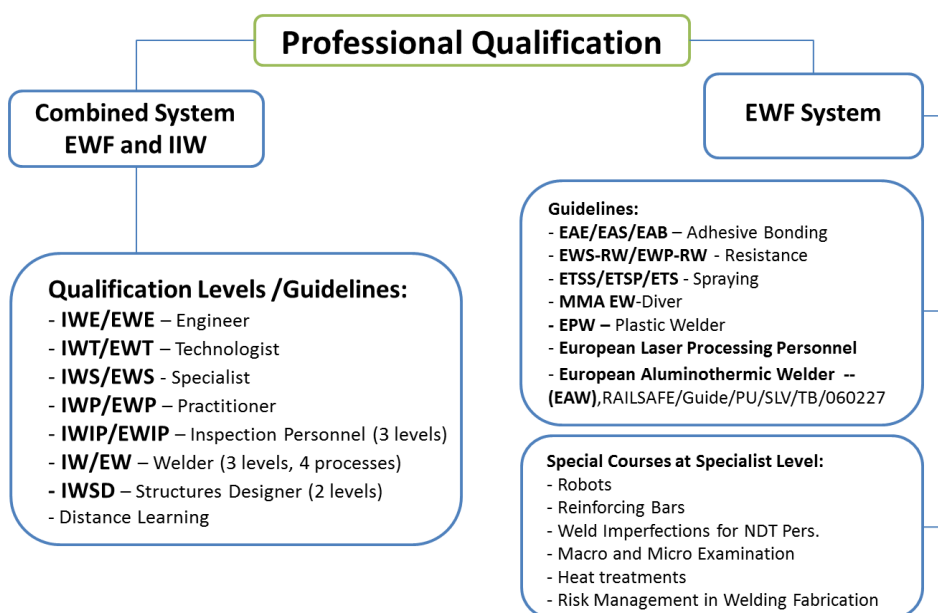 Professional Qualification
Combined System
EWF and IIW
EWF System
Qualification Levels /Guidelines:
- IWE/EWE – Engineer
- IWT/EWT – Technologist
- IWS/EWS - Specialist
- IWP/EWP – Practitioner
- IWIP/EWIP – Inspection Personnel (3 levels)
- IW/EW – Welder (3 levels, 4 processes)
- IWSD – Structures Designer (2 levels)
- Distance Learning
Guidelines:
- EAE/EAS/EAB – Adhesive Bonding
- EWS-RW/EWP-RW - Resistance
- ETSS/ETSP/ETS - Spraying
- MMA EW-Diver
- EPW – Plastic Welder
- European Laser Processing Personnel
- European Aluminothermic Welder --
(EAW),RAILSAFE/Guide/PU/SLV/TB/060227
Special Courses at Specialist Level:
- Robots
- Reinforcing Bars
- Weld Imperfections for NDT Pers.
- Macro and Micro Examination
- Heat treatments
- Risk Management in Welding Fabrication